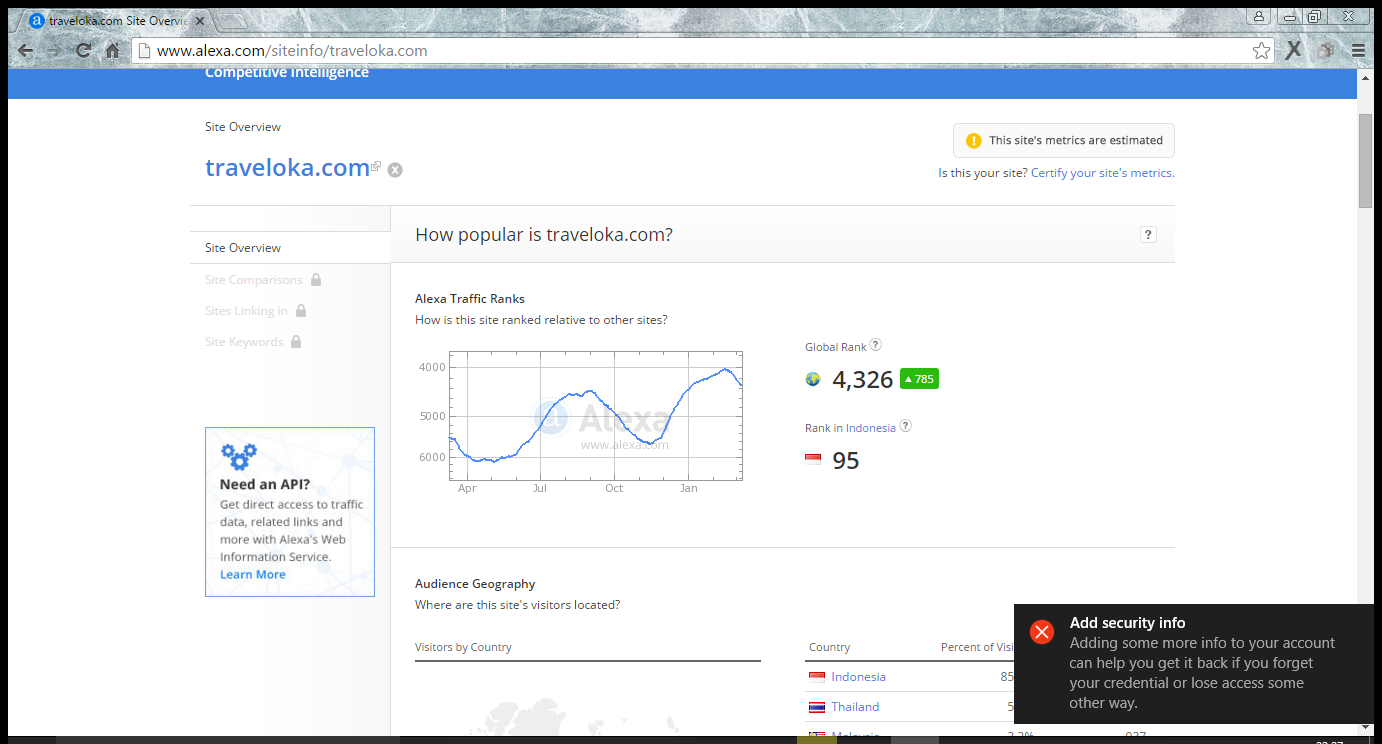 traveloka.com Site Overvie
www.alexa.com/siteinfo/traveloka.com
Competitive Intelligence
Site Overview
This site's metrics are estimated
traveloka.com
Is this your site? Certify your site's metrics.
Site Overview
How popular is traveloka.com?
?
Site Comparisons
Sites Linking in
Site Keywords
Alexa Traffic Ranks
How is this site ranked relative to other sites?
4000
5000
6000
Apr Jul Oct Jan
a Alexa
www.alexa.com
Global Rank ?
4,326 785
Rank in Indonesia ?
95
Need an API?
Get direct access to traffic
data, related links and
more with Alexa's Web
Information Service.
Learn More
Audience Geography
Where are this site's visitors located?
Visitors by Country
Country Percent of Visi
Indonesia 85
Thailand 5
Add security info
Adding some more info to your account
can help you get it back if you forget
your credential or lose access some
other way.